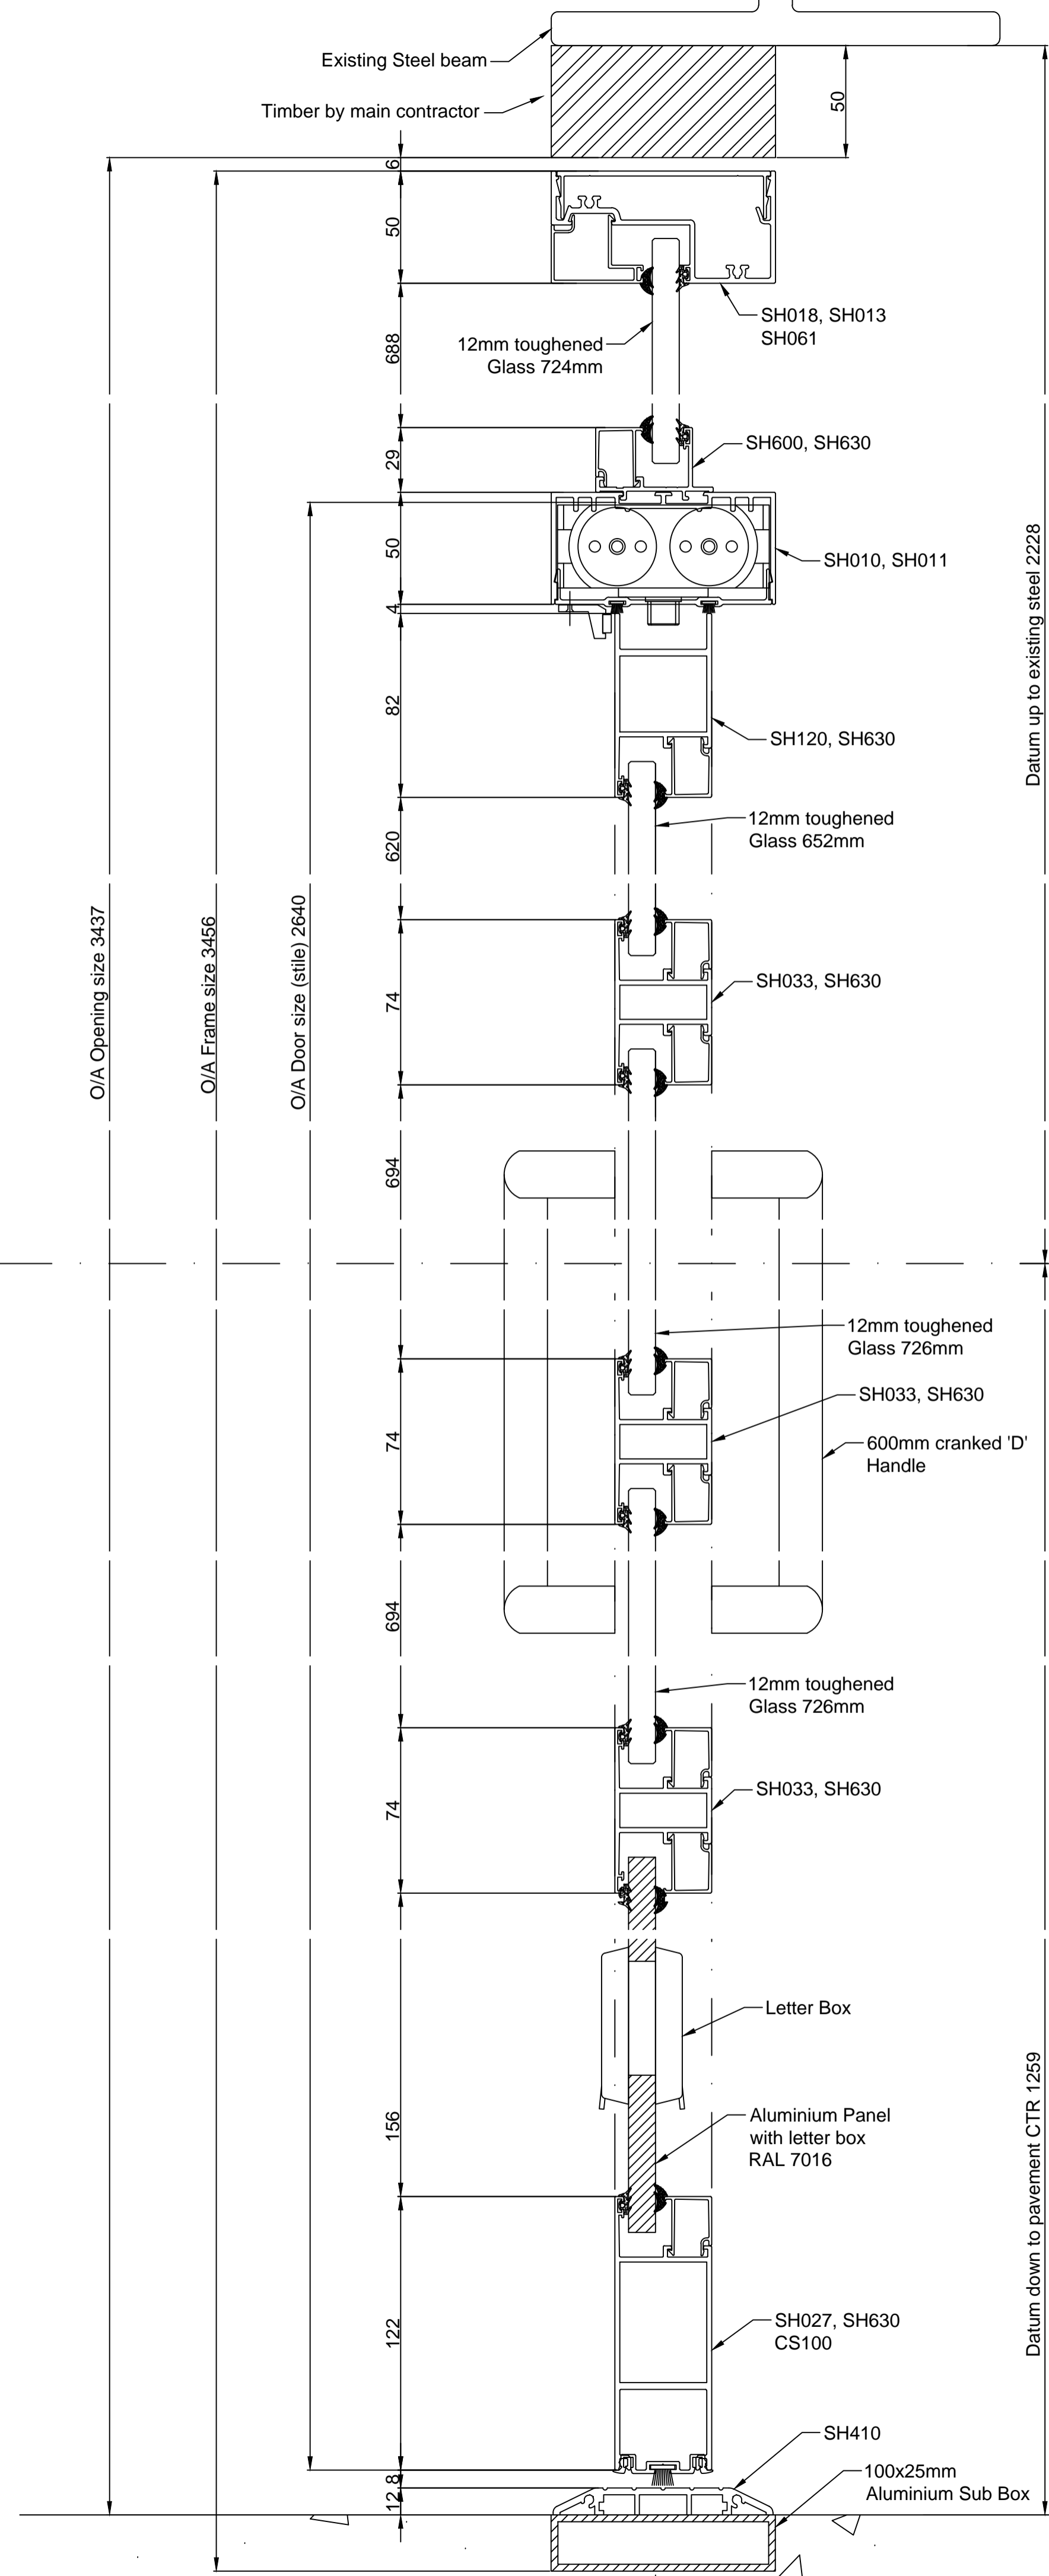 Existing Steel beam
Timber by main contractor
50
6
50
SH018, SH013
SH061
688
12mm toughened
Glass 724mm
29
SH600, SH630
50
SH010, SH011
4
Datum up to existing steel 2228
82
SH120, SH630
620
12mm toughened
Glass 652mm
O/A Opening size 3437
O/A Frame size 3456
O/A Door size (stile) 2640
74
SH033, SH630
694
12mm toughened
Glass 726mm
SH033, SH630
74
600mm cranked 'D'
Handle
694
12mm toughened
Glass 726mm
74
SH033, SH630
Letter Box
156
Aluminium Panel
with letter box
RAL 7016
Datum down to pavement CTR 1259
122
SH027, SH630
CS100
SH410
8
12
100x25mm
Aluminium Sub Box